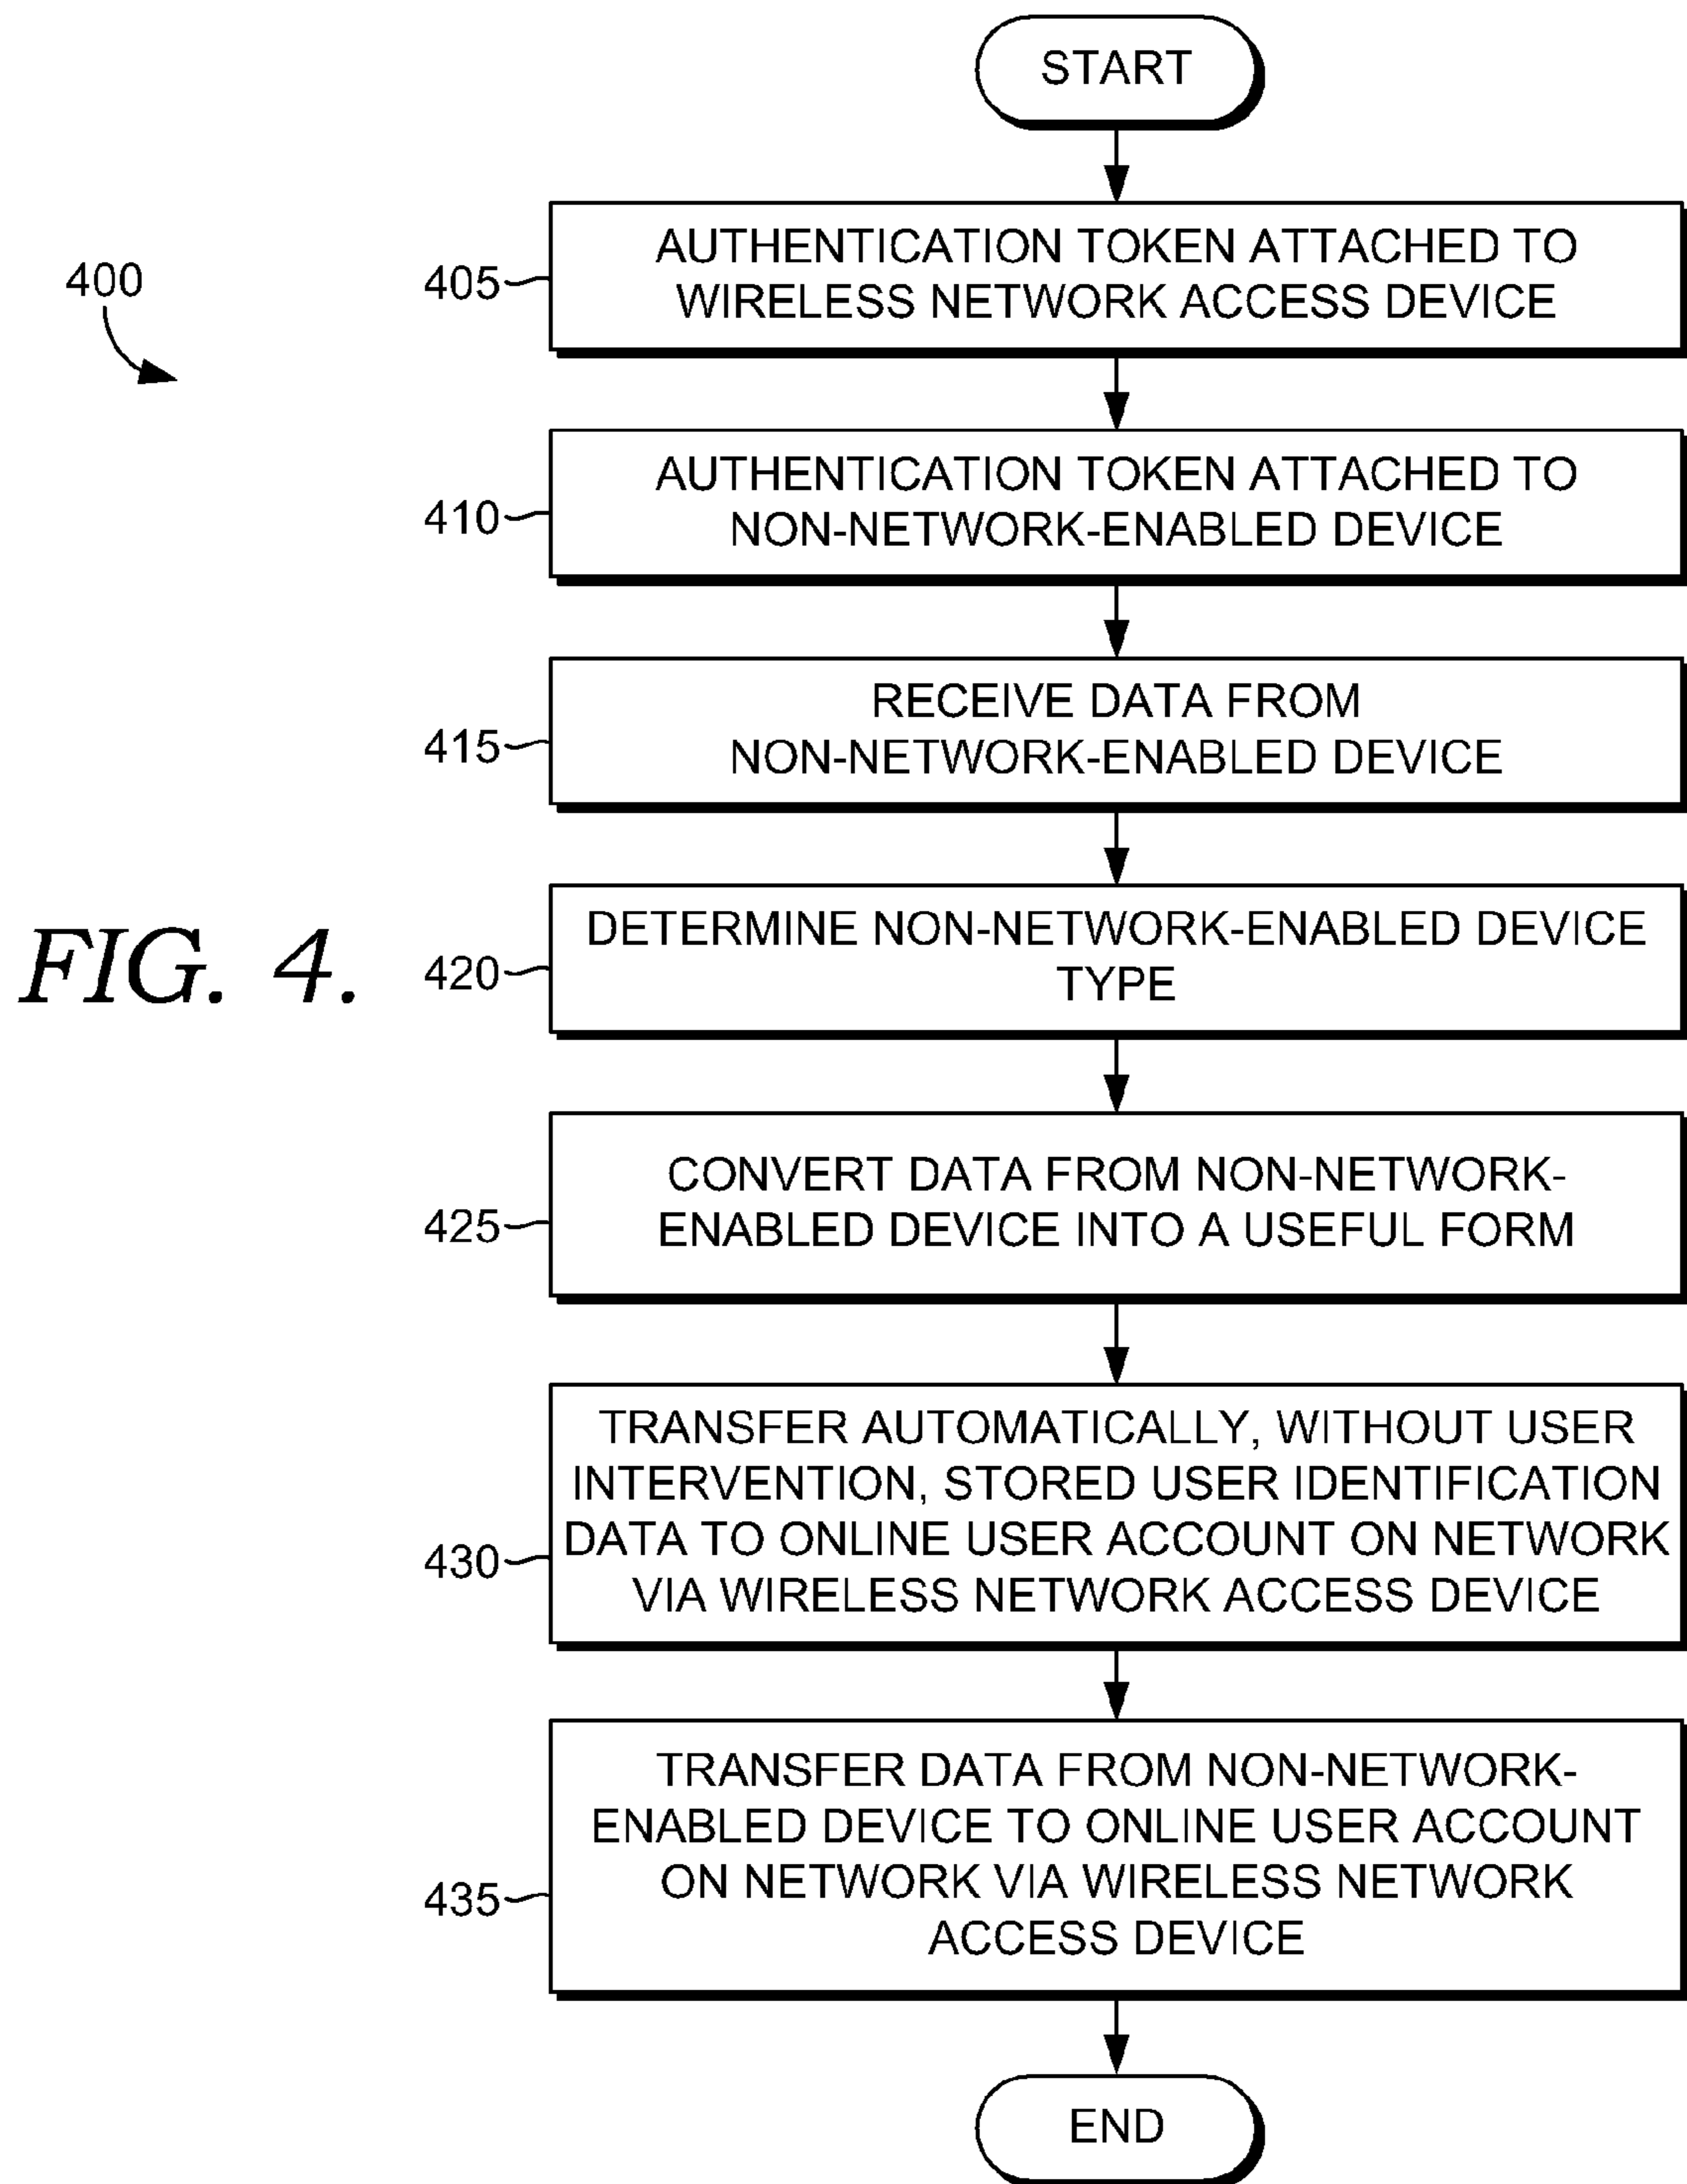 START
400
405
AUTHENTICATION TOKEN ATTACHED TO
WIRELESS NETWORK ACCESS DEVICE
410
AUTHENTICATION TOKEN ATTACHED TO
NON-NETWORK-ENABLED DEVICE
415
RECEIVE DATA FROM
NON-NETWORK-ENABLED DEVICE
FIG. 4.
420
DETERMINE NON-NETWORK-ENABLED DEVICE
TYPE
425
CONVERT DATA FROM NON-NETWORK-
ENABLED DEVICE INTO A USEFUL FORM
430
TRANSFER AUTOMATICALLY, WITHOUT USER
INTERVENTION, STORED USER IDENTIFICATION
DATA TO ONLINE USER ACCOUNT ON NETWORK
VIA WIRELESS NETWORK ACCESS DEVICE
435
TRANSFER DATA FROM NON-NETWORK-
ENABLED DEVICE TO ONLINE USER ACCOUNT
ON NETWORK VIA WIRELESS NETWORK
ACCESS DEVICE
END